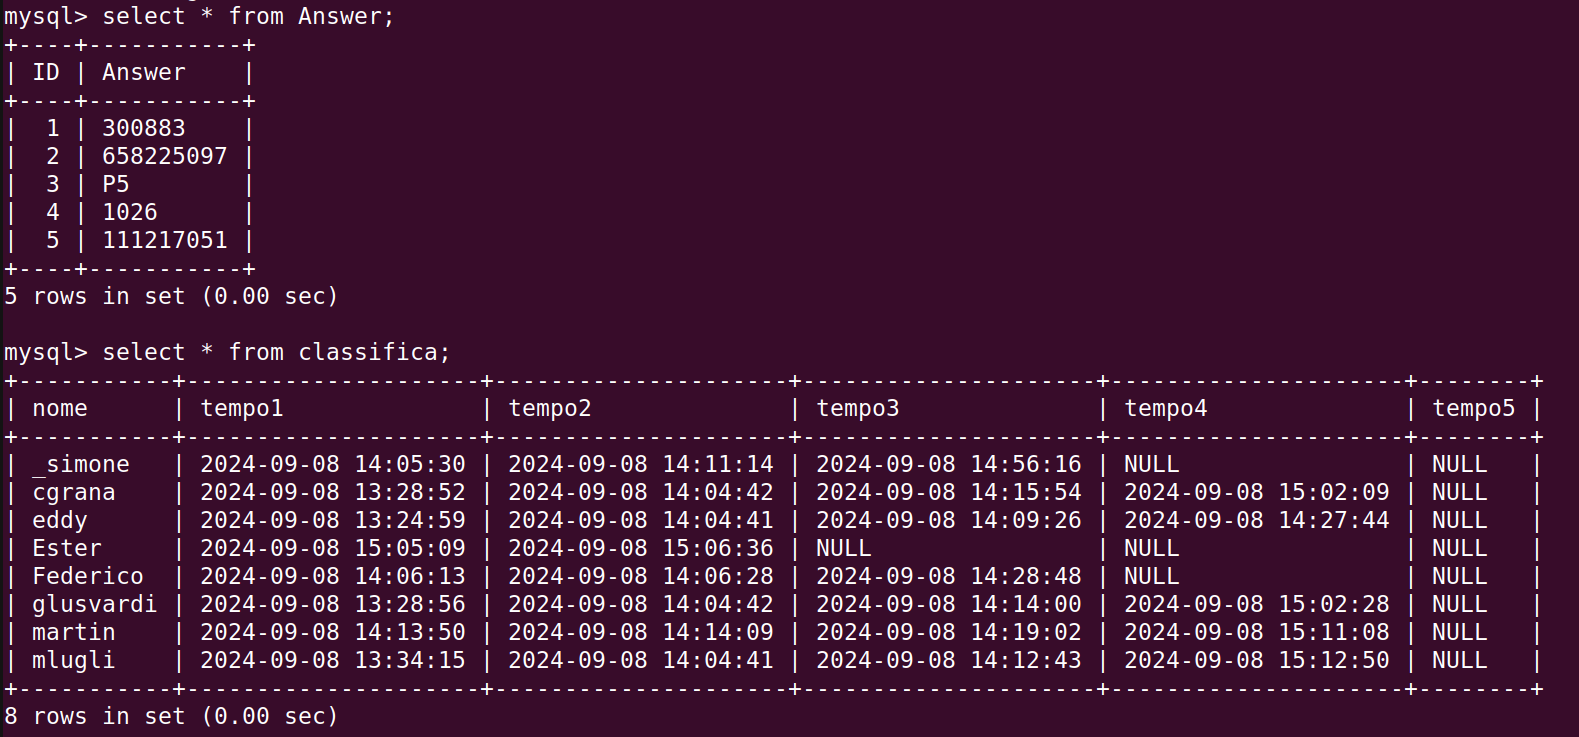 mysql> select * from Answer;
+----+-----------+
| ID | Answer    |
+----+-----------+
|  1 | 300883    |
|  2 | 658225097 |
|  3 | P5        |
|  4 | 1026      |
|  5 | 111217051 |
+----+-----------+
5 rows in set (0.00 sec)

mysql> select * from classifica;
+-----------+---------------------+---------------------+---------------------+---------------------+--------+
| nome      | tempo1              | tempo2              | tempo3              | tempo4              | tempo5 |
+-----------+---------------------+---------------------+---------------------+---------------------+--------+
| _simone   | 2024-09-08 14:05:30 | 2024-09-08 14:11:14 | 2024-09-08 14:56:16 | NULL                | NULL   |
| cgrana    | 2024-09-08 13:28:52 | 2024-09-08 14:04:42 | 2024-09-08 14:15:54 | 2024-09-08 15:02:09 | NULL   |
| eddy      | 2024-09-08 13:24:59 | 2024-09-08 14:04:41 | 2024-09-08 14:09:26 | 2024-09-08 14:27:44 | NULL   |
| Ester     | 2024-09-08 15:05:09 | 2024-09-08 15:06:36 | NULL                | NULL                | NULL   |
| Federico  | 2024-09-08 14:06:13 | 2024-09-08 14:06:28 | 2024-09-08 14:28:48 | NULL                | NULL   |
| glusvardi | 2024-09-08 13:28:56 | 2024-09-08 14:04:42 | 2024-09-08 14:14:00 | 2024-09-08 15:02:28 | NULL   |
| martin    | 2024-09-08 14:13:50 | 2024-09-08 14:14:09 | 2024-09-08 14:19:02 | 2024-09-08 15:11:08 | NULL   |
| mlugli    | 2024-09-08 13:34:15 | 2024-09-08 14:04:41 | 2024-09-08 14:12:43 | 2024-09-08 15:12:50 | NULL   |
+-----------+---------------------+---------------------+---------------------+---------------------+--------+
8 rows in set (0.00 sec)